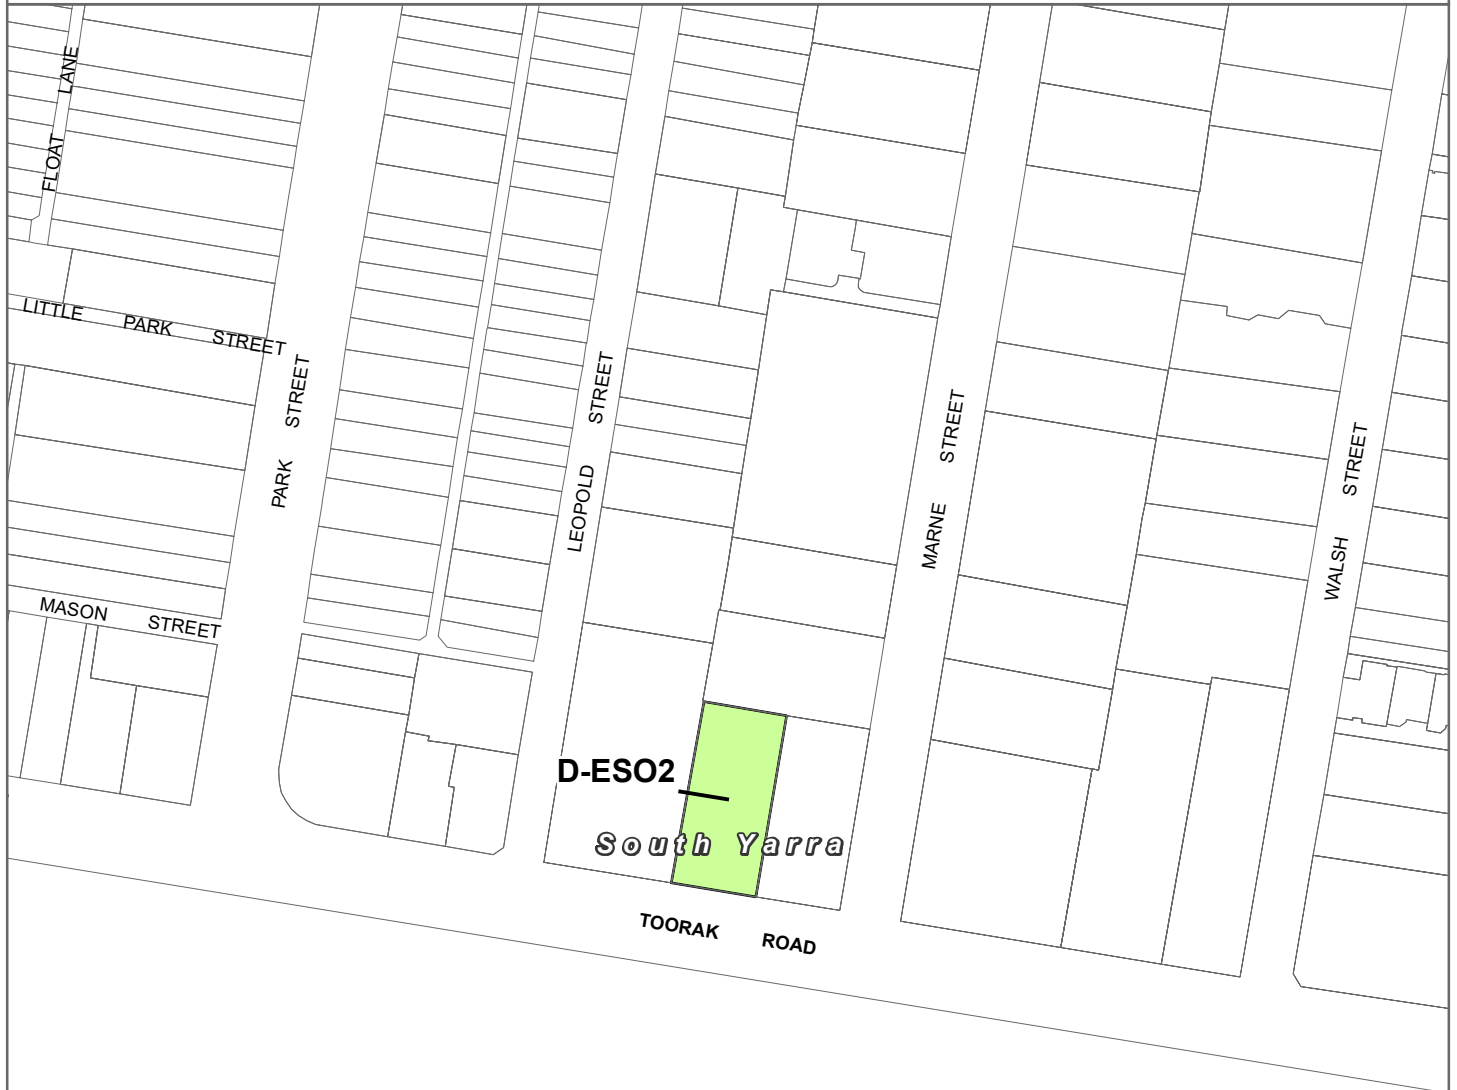 FLOAT LANE
LITTLE PARK STREET
PARK STREET
LEOPOLD STREET
MARNE STREET
WALSH STREET
MASON STREET
D-ESO2
South Yarra
TOORAK ROAD